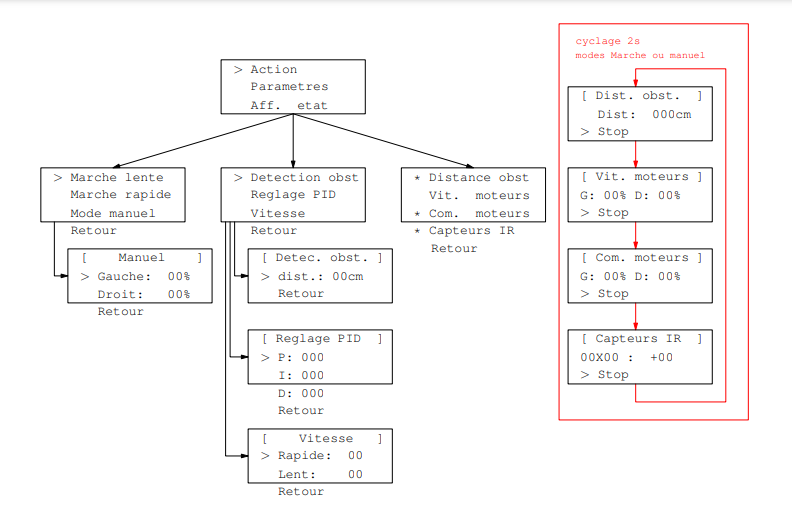 > Action
Parametres
Aff. etat
> Marche lente
Marche rapide
Mode manuel
Retour
[ Manuel ]
> Gauche: 00%
Droit: 00%
Retour
> Detection obst
Reglage PID
Vitesse
Retour
[ Detec. obst. ]
> dist.: 00cm
Retour
[ Reglage PID ]
> P: 000
I: 000
D: 000
Retour
[ Vitesse ]
> Rapide: 00
Lent: 00
Retour
* Distance obst
Vit. moteurs
* Com. moteurs
* Capteurs IR
Retour
cyclage 2s
modes Marche ou manuel
[ Dist. obst. ]
Dist: 000cm
> Stop
[ Vit. moteurs ]
G: 00% D: 00%
> Stop
[ Com. moteurs ]
G: 00% D: 00%
> Stop
[ Capteurs IR ]
00X00 : +00
> Stop